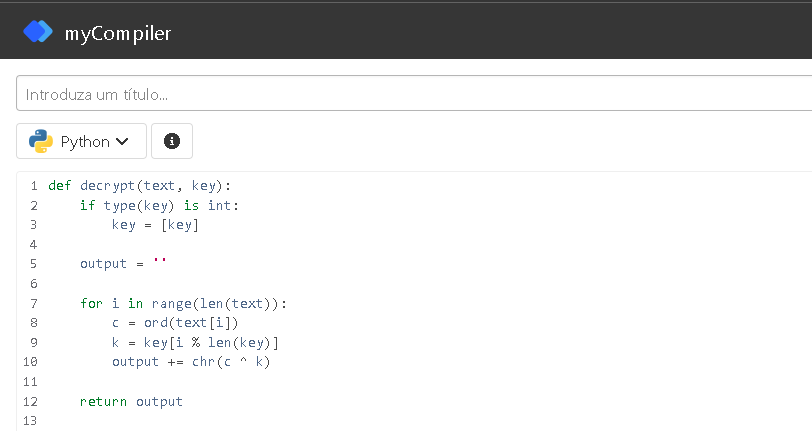 myCompiler
Introduza um título...
Python
1 def decrypt(text, key):
2     if type(key) is int:
3         key = [key]
4
5     output = ''
6
7     for i in range(len(text)):
8         c = ord(text[i])
9         k = key[i % len(key)]
10         output += chr(c ^ k)
11
12     return output
13